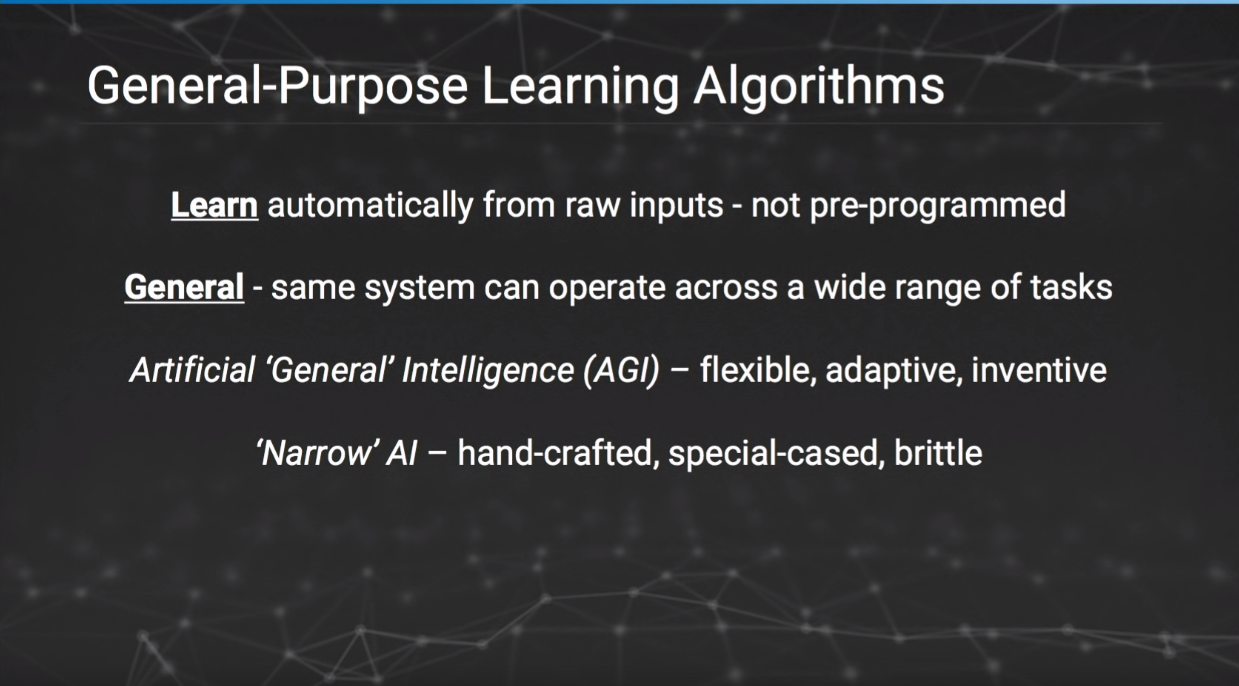 General-Purpose Learning Algorithms
Learn automatically from raw inputs - not pre-programmed
General - same system can operate across a wide range of tasks
Artificial ‘General’ Intelligence (AGI) – flexible, adaptive, inventive
‘Narrow’ AI – hand-crafted, special-cased, brittle